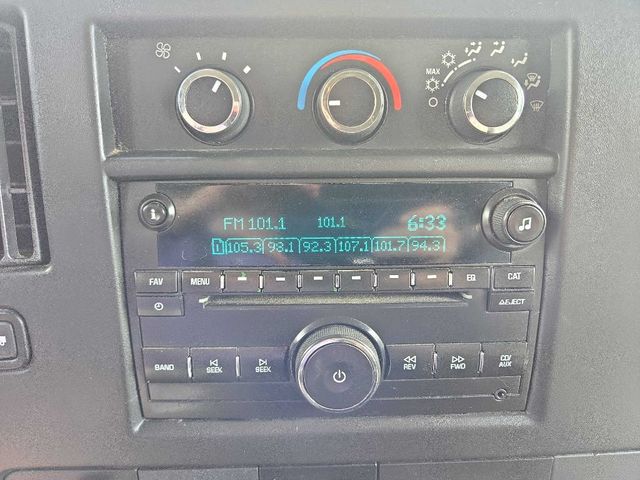 MAX
FM 101.1 101.1 6:33
1 105.3 93.1 92.3 107.1 101.7 94.3
FAV MENU EQ CAT
EJECT
BAND SEEK SEEK REV FWD CD/AUX